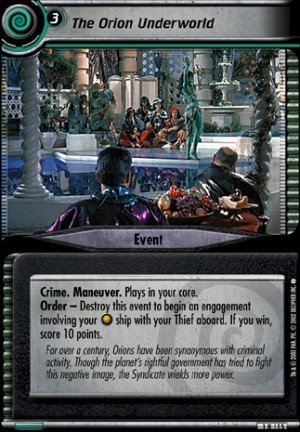 3 The Orion Underworld
Event
Crime. Maneuver. Plays in your core.
Order – Destroy this event to begin an engagement
involving your ship with your Thief aboard. If you win,
score 10 points.
For over a century, Orions have been synonymous with criminal
activity. Though the planet's rightful government has tried to fight
this negative image, the Syndicate wields more power.